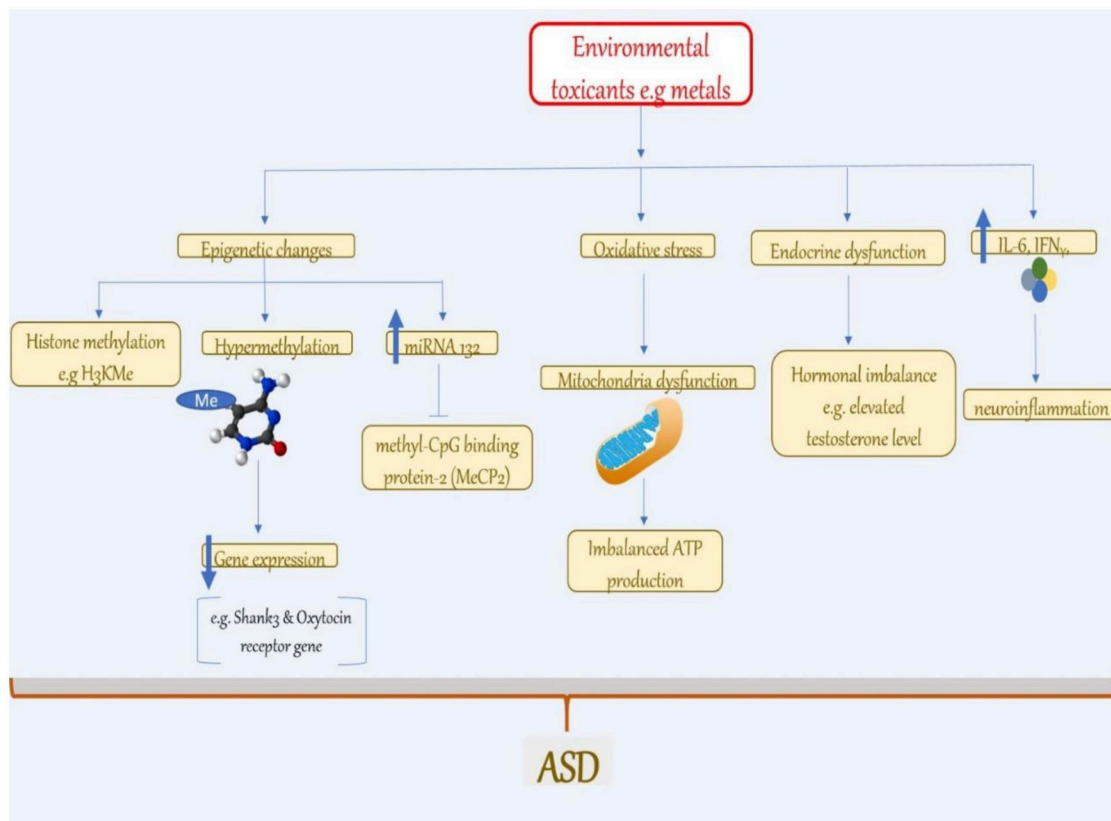 Environmental
toxicants e.g metals
Epigenetic changes
Oxidative stress
Endocrine dysfunction
IL-6, IFNγ,
Histone methylation
e.g H3KMe
Hypermethylation
miRNA 132
Me
methyl-CpG binding
protein-2 (MeCP2)
Mitochondria dysfunction
Hormonal imbalance
e.g. elevated
testosterone level
neuroinflammation
Gene expression
Imbalanced ATP
production
e.g. Shank3 & Oxytocin
receptor gene
ASD